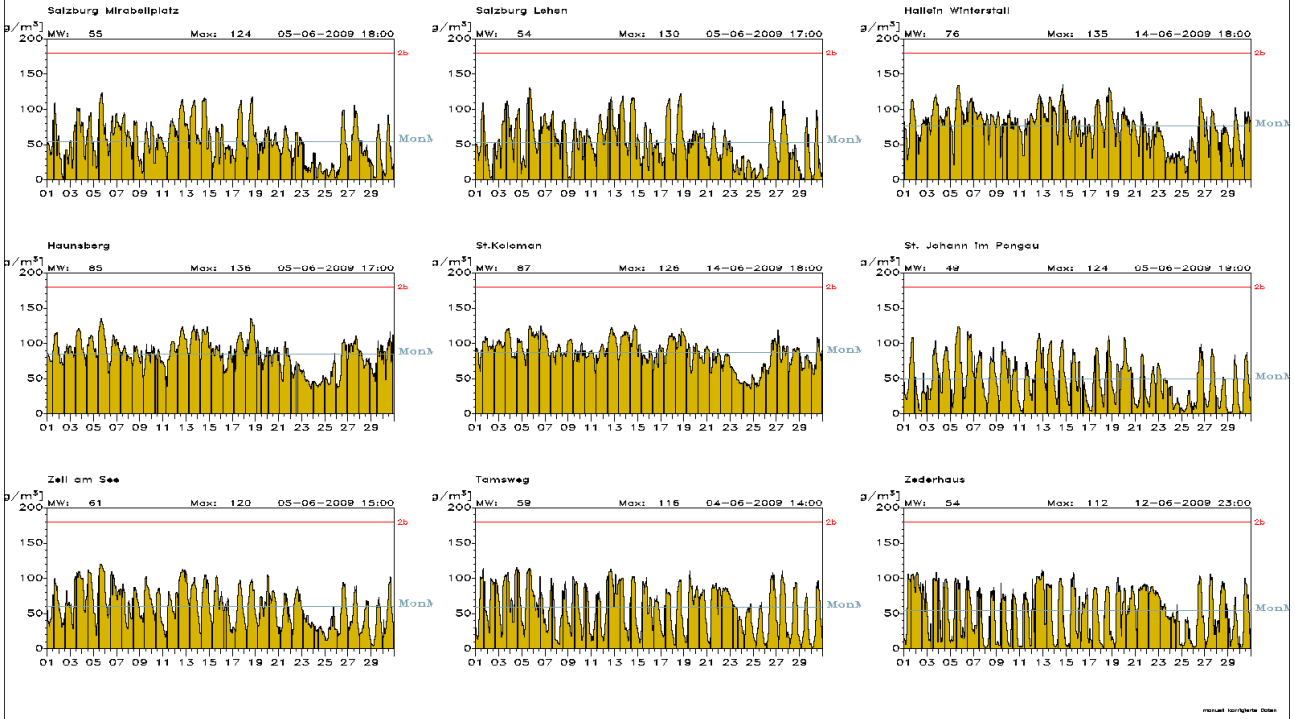 Salzburg Mirabellplatz
g/m³]
MW: 55 Max: 124 05-06-2009 18:00
200
2b
150
100
MonM
50
0
01 03 05 07 09 11 13 15 17 19 21 23 25 27 29
Salzburg Lehen
g/m³]
MW: 54 Max: 130 05-06-2009 17:00
200
2b
150
100
MonM
50
0
01 03 05 07 09 11 13 15 17 19 21 23 25 27 29
Hallein Winterstall
g/m³]
MW: 76 Max: 135 14-06-2009 18:00
200
2b
150
100
MonM
50
0
01 03 05 07 09 11 13 15 17 19 21 23 25 27 29
Haunsberg
g/m³]
MW: 85 Max: 136 05-06-2009 17:00
200
2b
150
100
MonM
50
0
01 03 05 07 09 11 13 15 17 19 21 23 25 27 29
St.Koloman
g/m³]
MW: 87 Max: 126 14-06-2009 18:00
200
2b
150
100
MonM
50
0
01 03 05 07 09 11 13 15 17 19 21 23 25 27 29
St. Johann im Pongau
g/m³]
MW: 49 Max: 124 05-06-2009 19:00
200
2b
150
100
MonM
50
0
01 03 05 07 09 11 13 15 17 19 21 23 25 27 29
Zell am See
g/m³]
MW: 61 Max: 120 05-06-2009 15:00
200
2b
150
100
MonM
50
0
01 03 05 07 09 11 13 15 17 19 21 23 25 27 29
Tamsweg
g/m³]
MW: 59 Max: 116 04-06-2009 14:00
200
2b
150
100
MonM
50
0
01 03 05 07 09 11 13 15 17 19 21 23 25 27 29
Zederhaus
g/m³]
MW: 54 Max: 112 12-06-2009 23:00
200
2b
150
100
MonM
50
0
01 03 05 07 09 11 13 15 17 19 21 23 25 27 29
manuell korrigierte Daten